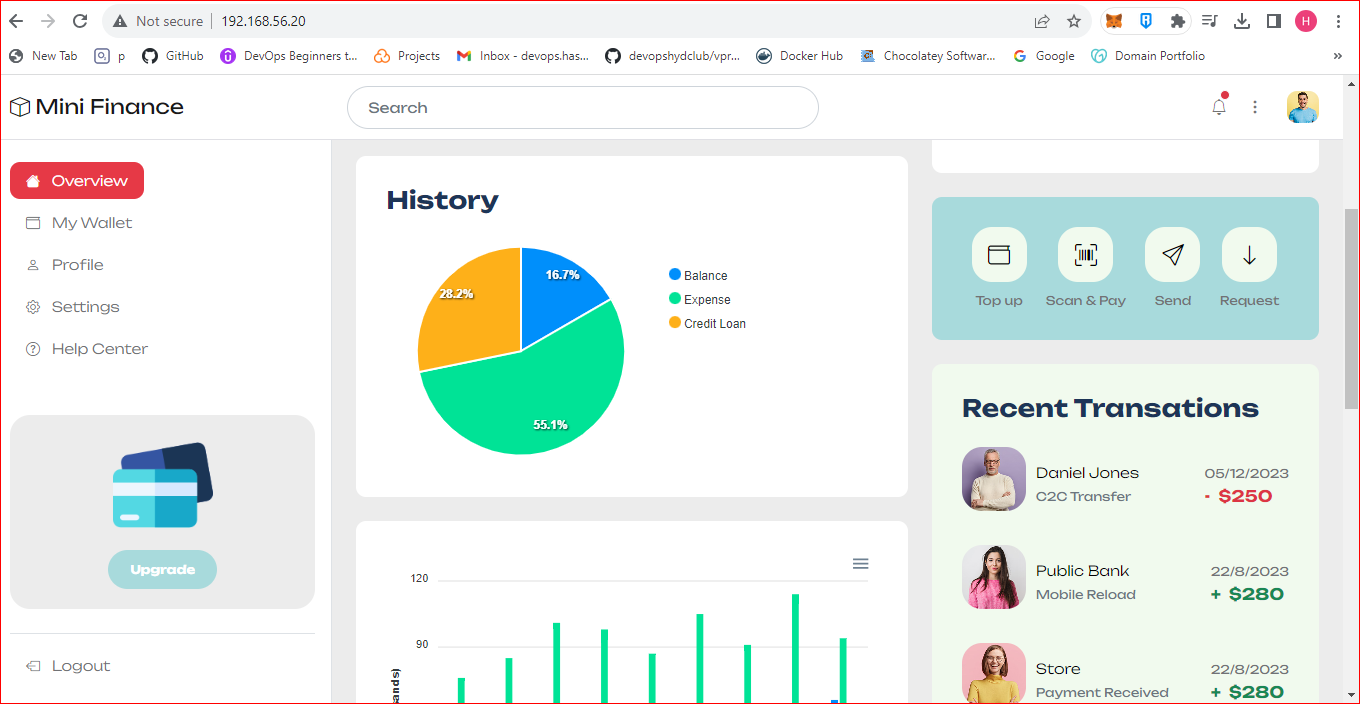 Not secure | 192.168.56.20
H
New Tab
p
GitHub
DevOps Beginners t...
Projects
Inbox - devops.has...
devopshydclub/vpr...
Docker Hub
Chocolatey Softwar...
Google
Domain Portfolio
»
Mini Finance
Search
Overview
My Wallet
Profile
Settings
Help Center
Upgrade
Logout
History
16.7%
28.2%
55.1%
Balance
Expense
Credit Loan
120
90
ands)
Top up
Scan & Pay
Send
Request
Recent Transations
Daniel Jones 05/12/2023
C2C Transfer - $250
Public Bank 22/8/2023
Mobile Reload + $280
Store 22/8/2023
Payment Received + $280